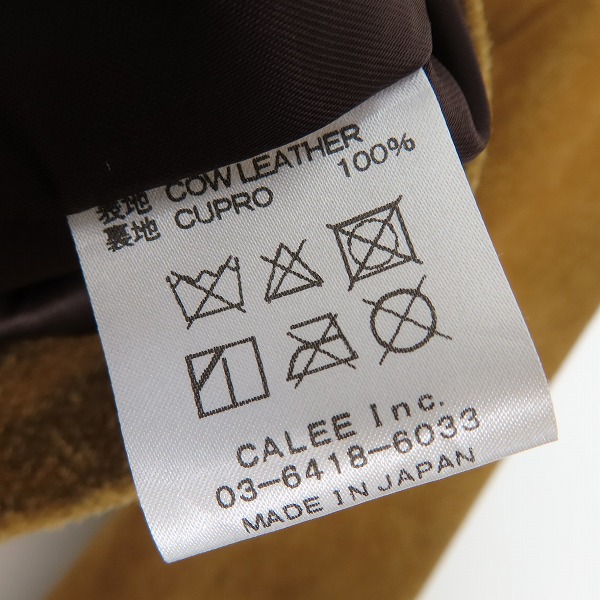 表地 COW LEATHER
裏地 CUPRO 100%
CALEE Inc.
03-6418-6033
MADE IN JAPAN